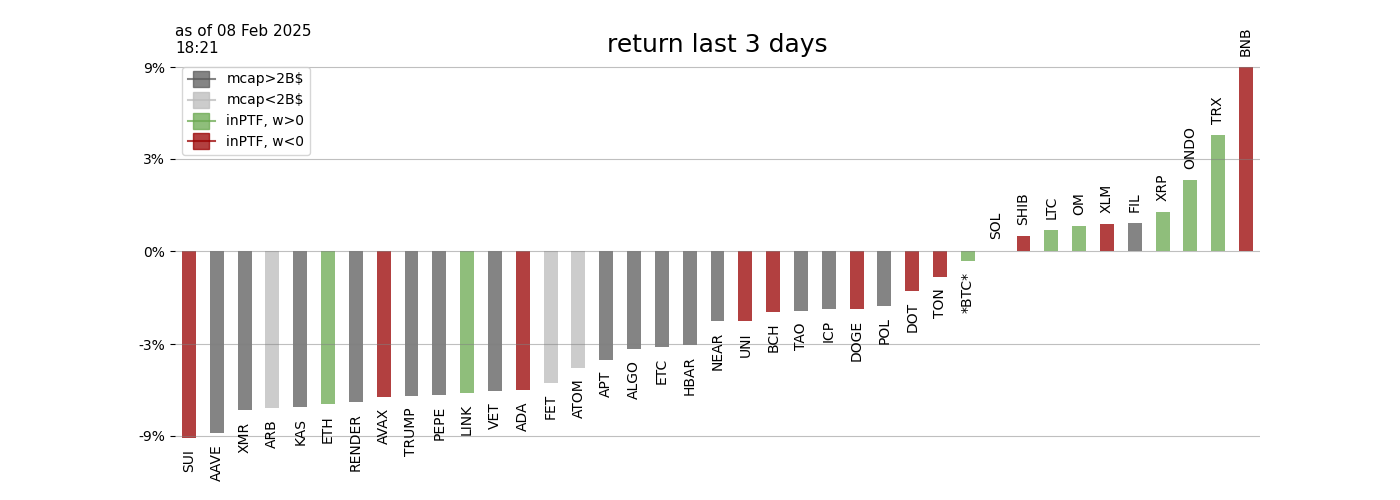 as of 08 Feb 2025
18:21
return last 3 days
9%
3%
0%
-3%
-9%
mcap>2B$
mcap<2B$
inPTF, w>0
inPTF, w<0
SUI
AAVE
XMR
ARB
KAS
ETH
RENDER
AVAX
TRUMP
PEPE
LINK
VET
ADA
FET
ATOM
APT
ALGO
ETC
HBAR
NEAR
UNI
BCH
TAO
ICP
DOGE
POL
DOT
TON
*BTC*
SOL
SHIB
LTC
OM
XLM
FIL
XRP
ONDO
TRX
BNB